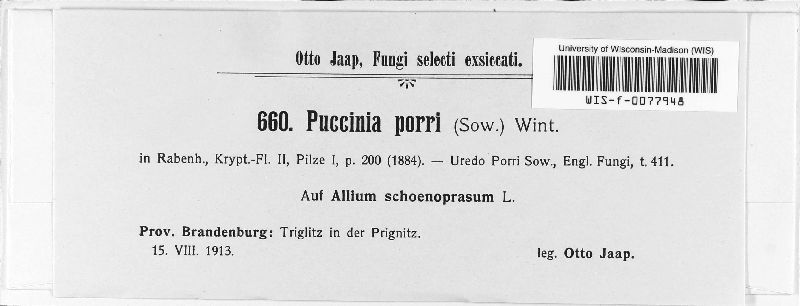 Otto Jaap, Fungi selecti exsiccati.
University of Wisconsin-Madison (WIS)
WIS-f-0077948
660. Puccinia porri (Sow.) Wint.
in Rabenh., Krypt.-Fl. II, Pilze I, p. 200 (1884). — Uredo Porri Sow., Engl. Fungi, t. 411.
Auf Allium schoenoprasum L.
Prov. Brandenburg: Triglitz in der Prignitz.
15. VIII. 1913.
leg. Otto Jaap.